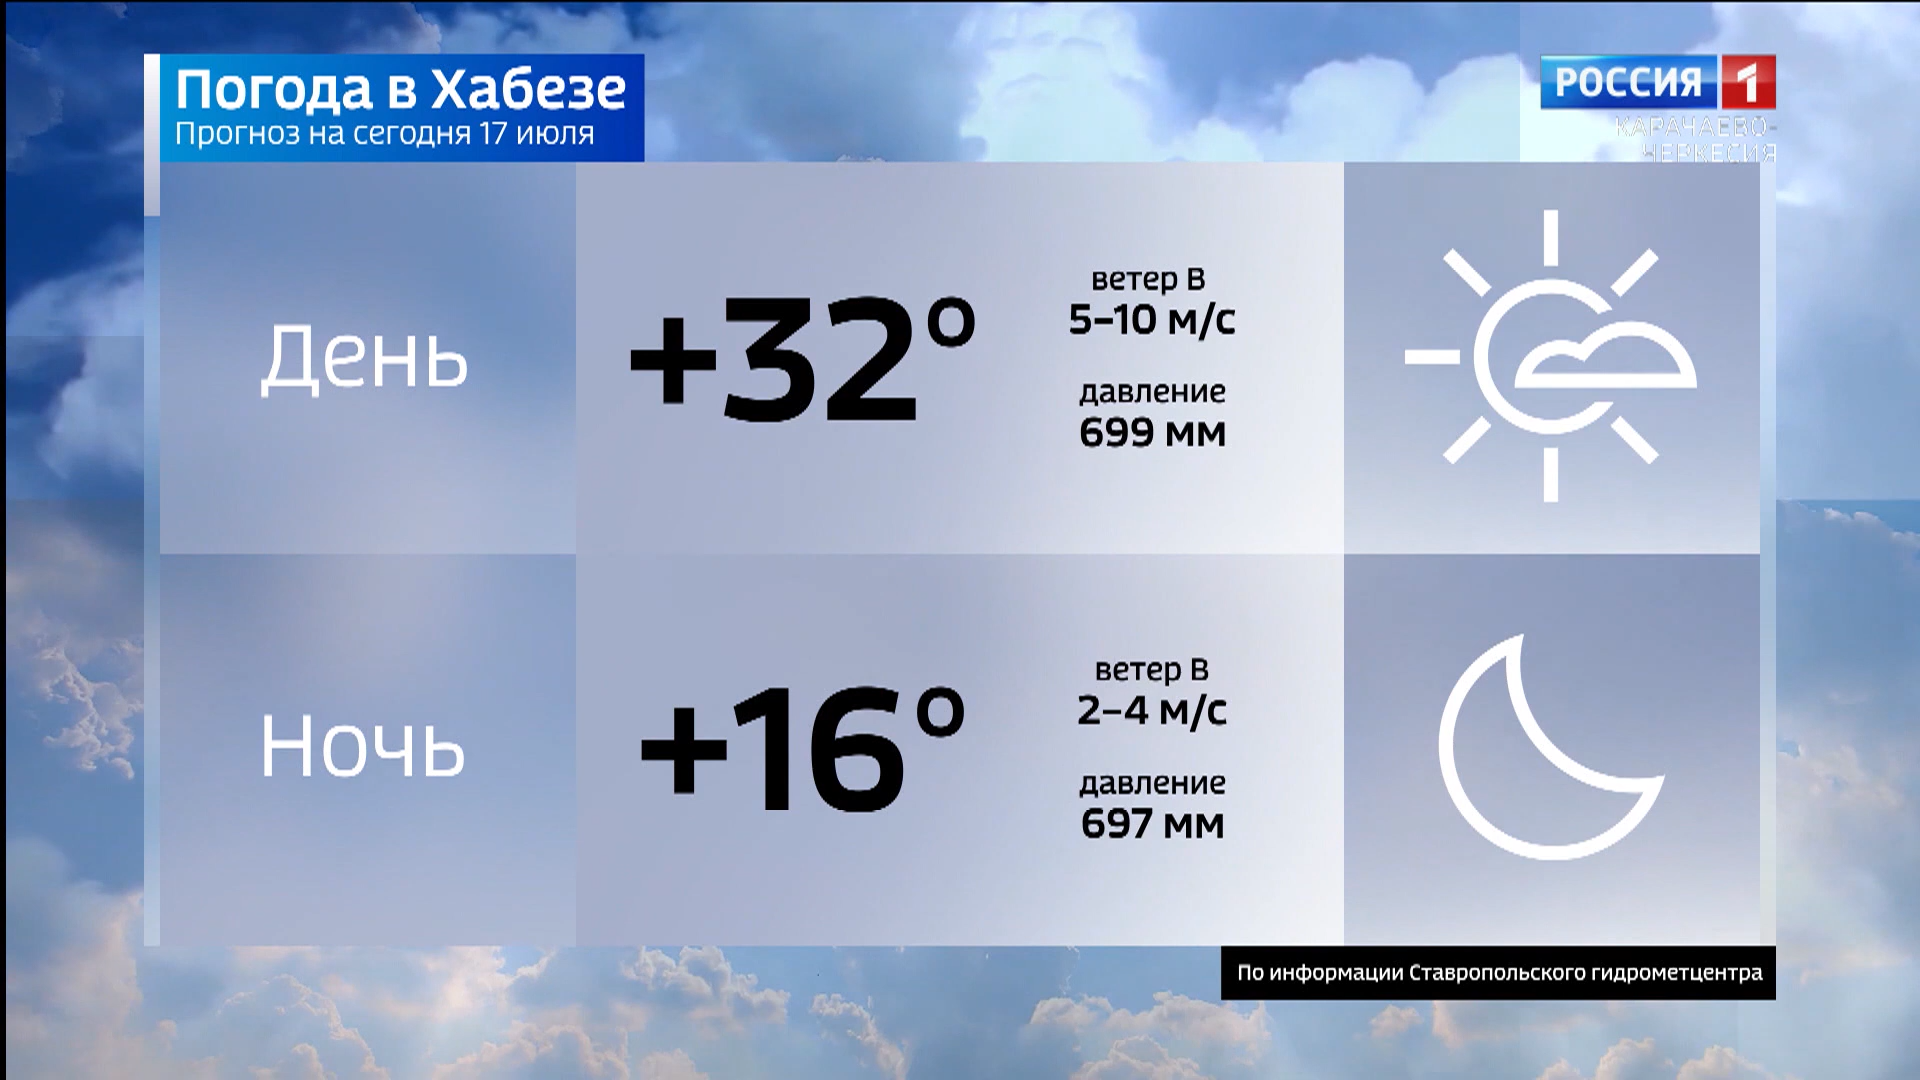 Погода в Хабезе
Прогноз на сегодня 17 июля
РОССИЯ 1
КАРАЧАЕВО-
ЧЕРКЕСИЯ
День
+32°
ветер В
5–10 м/с
давление
699 мм
Ночь
+16°
ветер В
2–4 м/с
давление
697 мм
По информации Ставропольского гидрометцентра